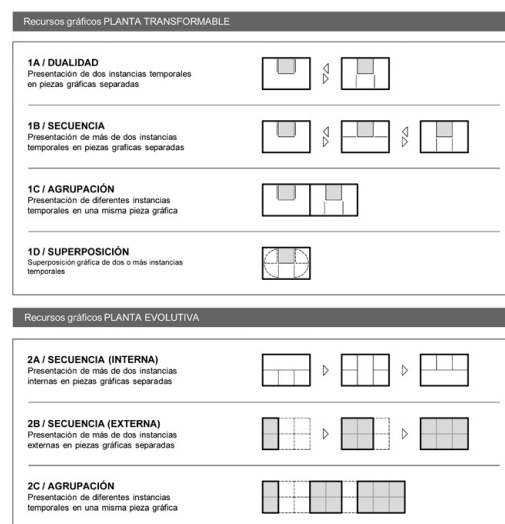 Recursos gráficos PLANTA TRANSFORMABLE
1A / DUALIDAD
Presentación de dos instancias temporales
en piezas gráficas separadas
1B / SECUENCIA
Presentación de más de dos instancias
temporales en piezas graficas separadas
1C / AGRUPACIÓN
Presentación de diferentes instancias
temporales en una misma pieza gráfica
1D / SUPERPOSICIÓN
Superposición gráfica de dos o más instancias
temporales
Recursos gráficos PLANTA EVOLUTIVA
2A / SECUENCIA (INTERNA)
Presentación de más de dos instancias
internas en piezas gráficas separadas
2B / SECUENCIA (EXTERNA)
Presentación de más de dos instancias
externas en piezas gráficas separadas
2C / AGRUPACIÓN
Presentación de diferentes instancias
temporales en una misma pieza gráfica